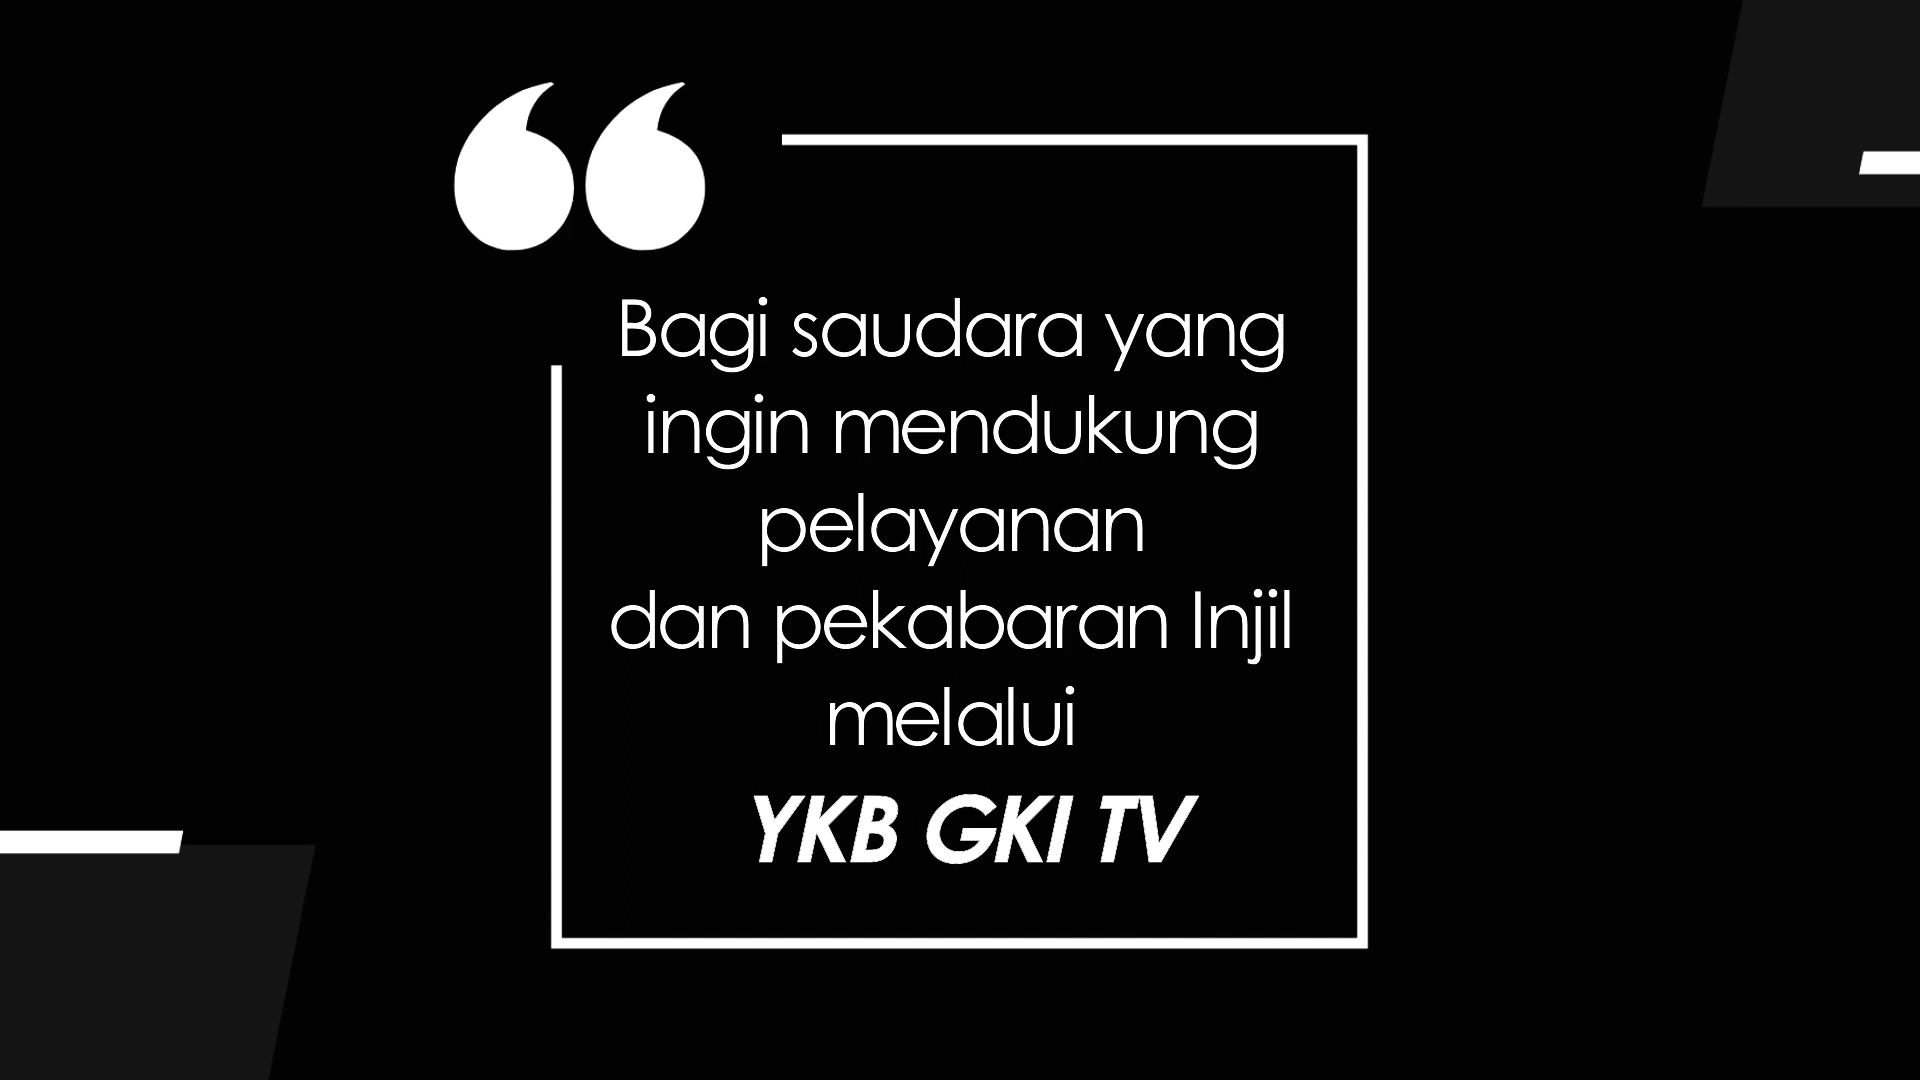 Bagi saudara yang
ingin mendukung
pelayanan
dan pekabaran Injil
melalui
YKB GKI TV